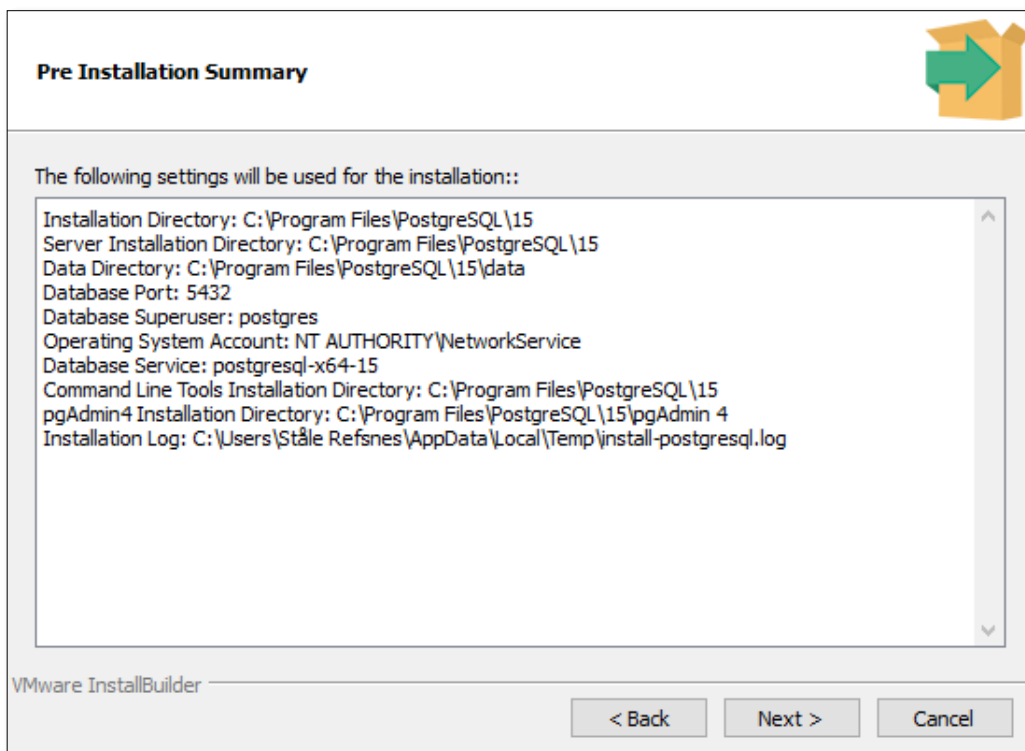 Pre Installation Summary
The following settings will be used for the installation::
Installation Directory: C:\Program Files\PostgreSQL\15
Server Installation Directory: C:\Program Files\PostgreSQL\15
Data Directory: C:\Program Files\PostgreSQL\15\data
Database Port: 5432
Database Superuser: postgres
Operating System Account: NT AUTHORITY\NetworkService
Database Service: postgresql-x64-15
Command Line Tools Installation Directory: C:\Program Files\PostgreSQL\15
pgAdmin4 Installation Directory: C:\Program Files\PostgreSQL\15\pgAdmin 4
Installation Log: C:\Users\Ståle Refsnes\AppData\Local\Temp\install-postgresql.log
VMware InstallBuilder
< Back Next > Cancel